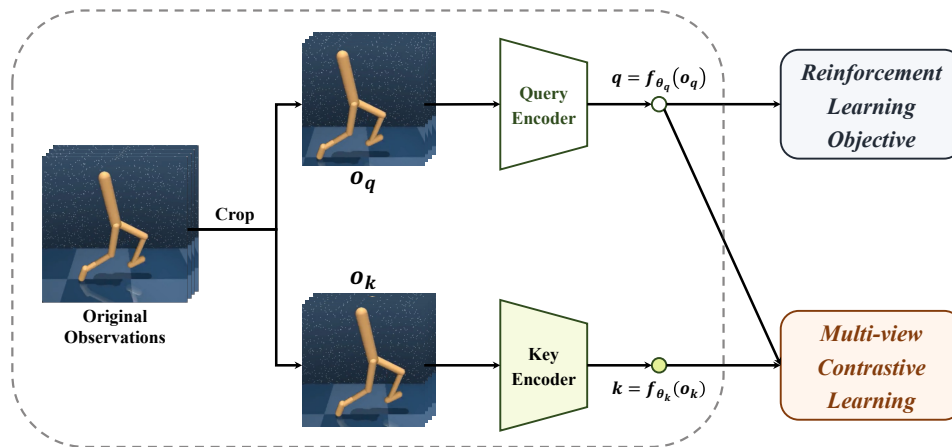 Original
Observations
Crop
o_q
o_k
Query
Encoder
Key
Encoder
q = f_{θ_q}(o_q)
k = f_{θ_k}(o_k)
Reinforcement
Learning
Objective
Multi-view
Contrastive
Learning